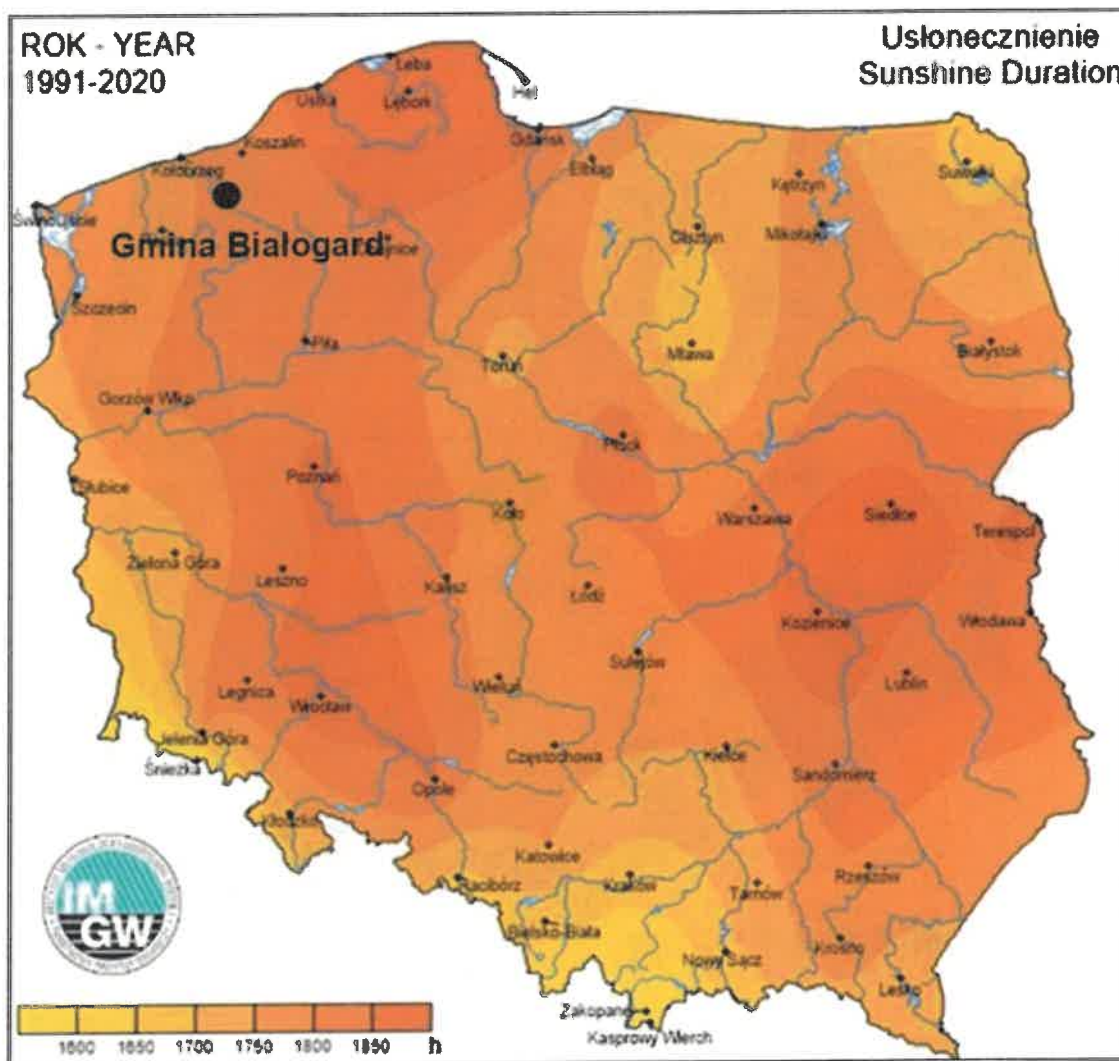 ROK - YEAR
1991-2020
Usłonecznienie
Sunshine Duration
Łeba
Ustka
Lębork
Hel
Koszalin
Gdańsk
Kołobrzeg
Elbląg
Kętrzyn
Suwałki
Świnoujście
Gmina Bialogard
Olsztyn
Mikołajki
Szczecin
Piła
Toruń
Mława
Białystok
Gorzów Wlkp
Płock
Poznań
Słubice
Koło
Warszawa
Siedlce
Terespol
Zielona Góra
Leszno
Kalisz
Łódź
Kozienice
Włodawa
Sulejów
Legnica
Wrocław
Wieluń
Lublin
Jelenia Góra
Śnieżka
Częstochowa
Kielce
Sandomierz
Opole
Kłodzko
Katowice
Racibórz
Kraków
Tarnów
Rzeszów
IM
GW
Bielsko-Biała
Nowy Sącz
Krosno
Lesko
Zakopane
Kasprowy Wierch
1600 1650 1700 1750 1800 1850 h